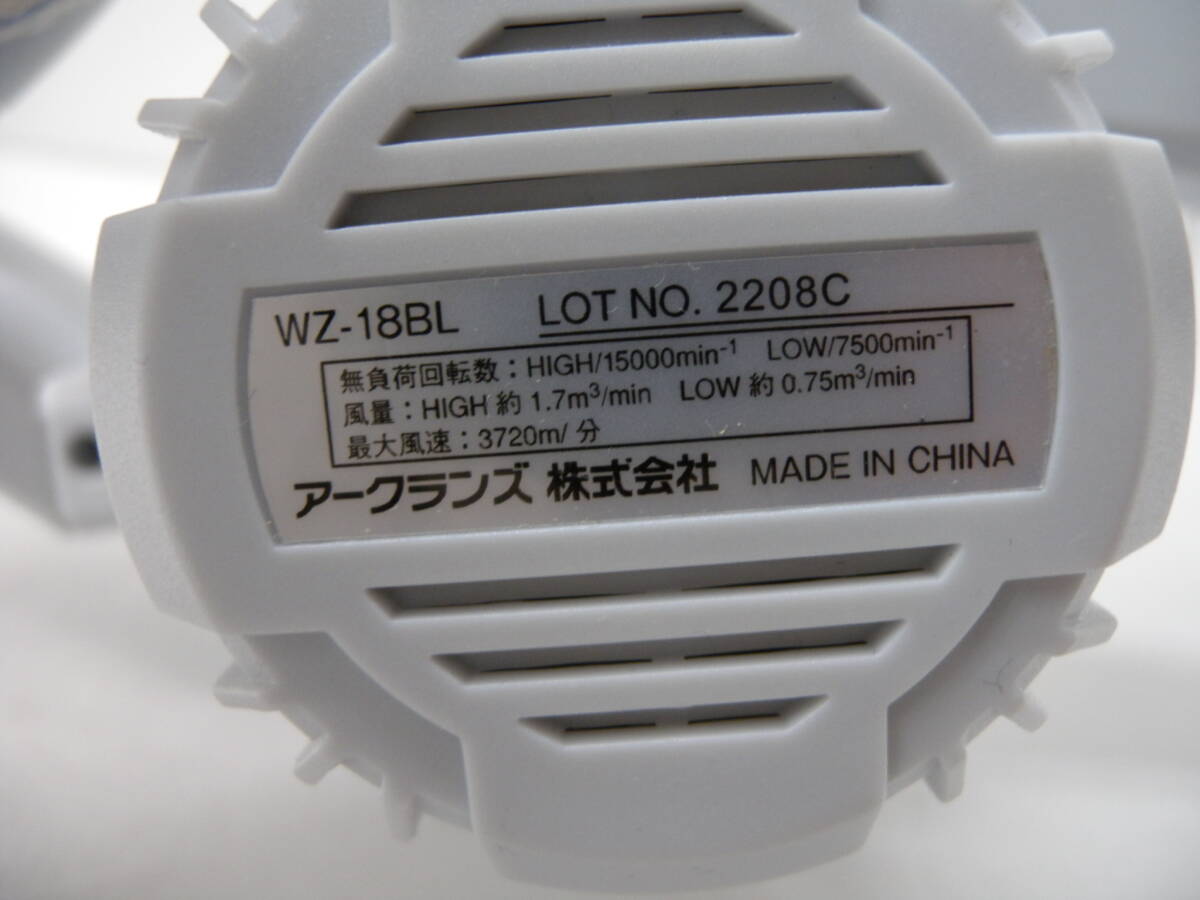 WZ-18BL LOT NO. 2208C
無負荷回転数：HIGH/15000min⁻¹ LOW/7500min⁻¹
風量：HIGH 約 1.7m³/min LOW 約 0.75m³/min
最大風速：3720m/ 分
アークランズ 株式会社 MADE IN CHINA